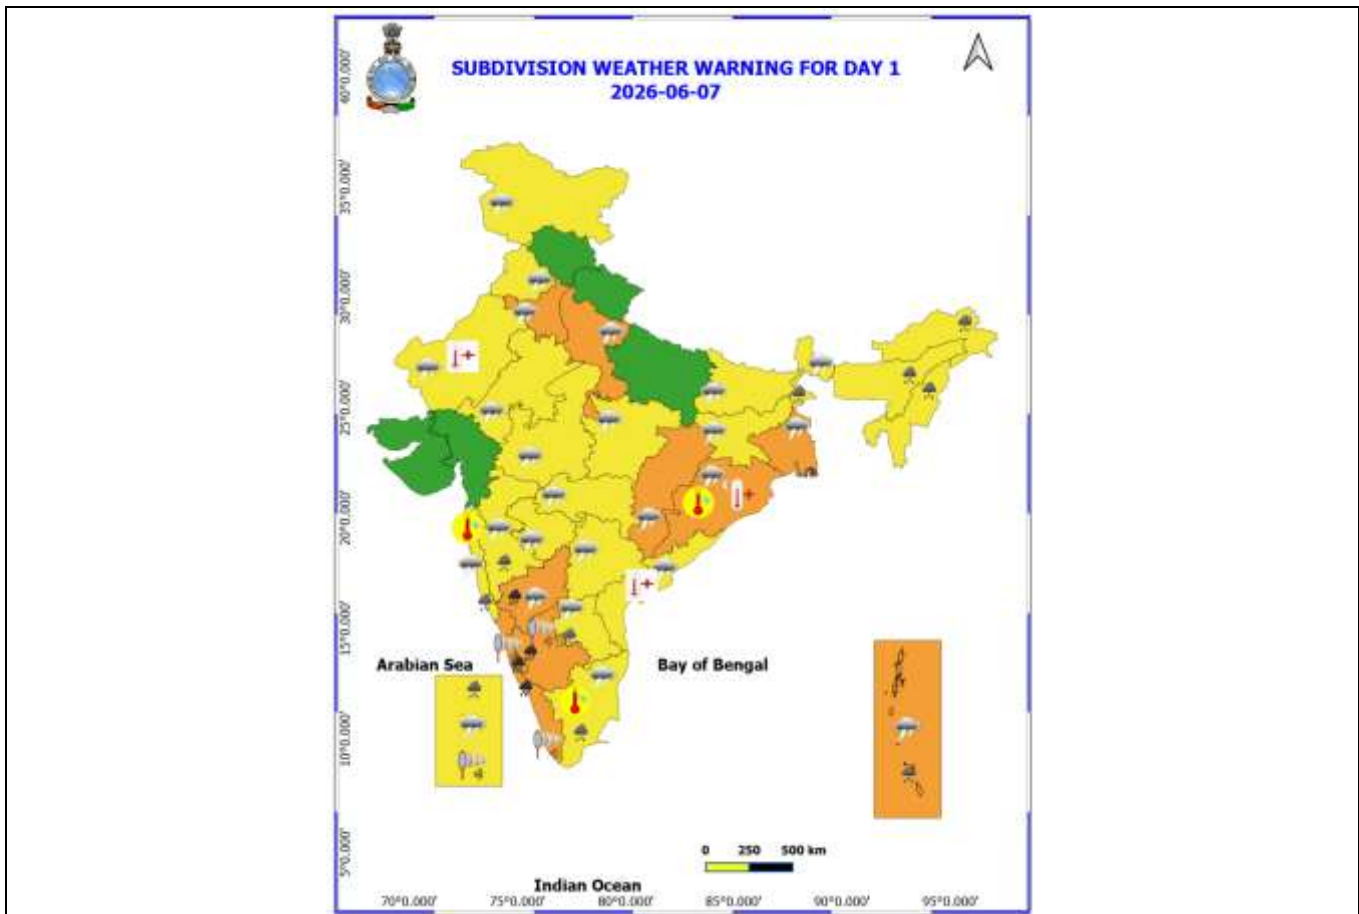 SUBDIVISION WEATHER WARNING FOR DAY 1
2026-06-07
40°0.000'
35°0.000'
30°0.000'
25°0.000'
20°0.000'
15°0.000'
10°0.000'
5°0.000'
Arabian Sea
Bay of Bengal
0 250 500 km
Indian Ocean
70°0.000' 75°0.000' 80°0.000' 85°0.000' 90°0.000' 95°0.000'